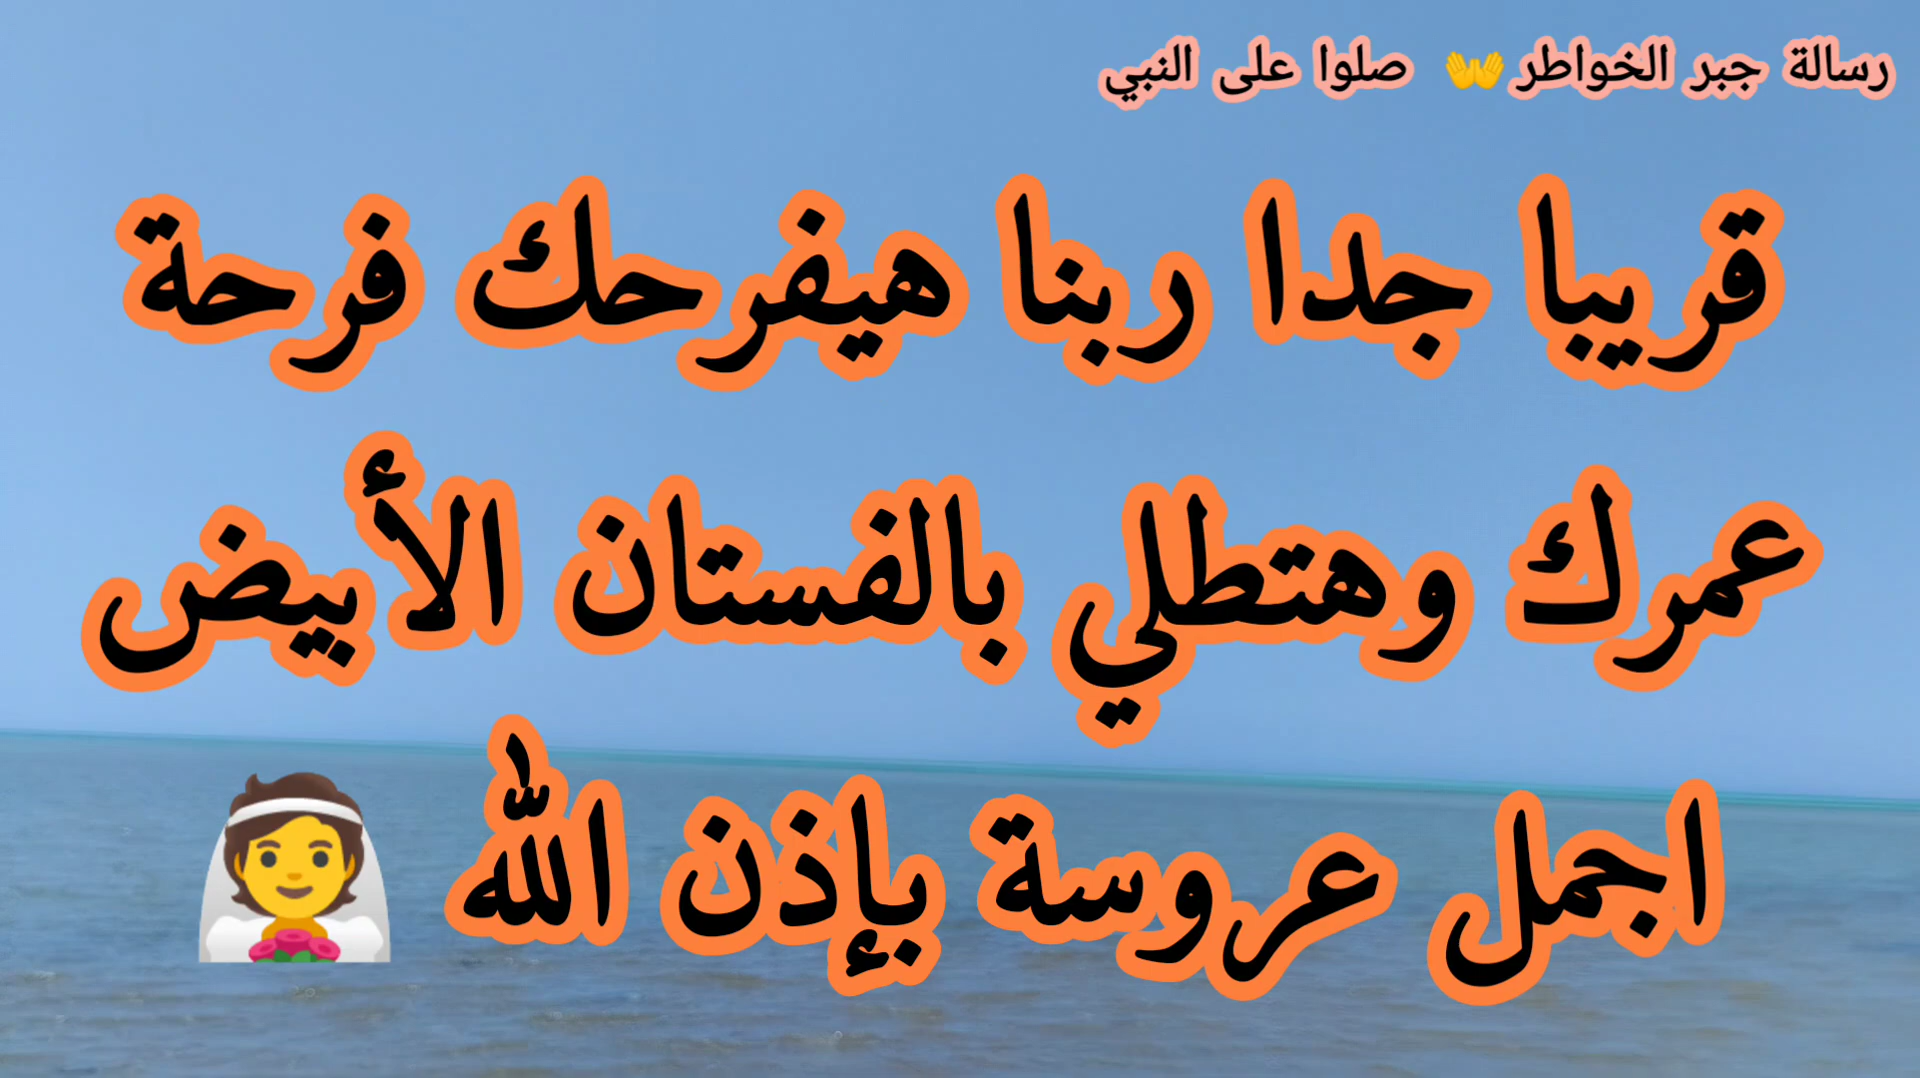 رسالة جبر الخواطر 👐 صلوا على النبي
قريبا جدا ربنا هيفرحك فرحة
عمرك وهتطلي بالفستان الأبيض
اجمل عروسة بإذن الله 👰